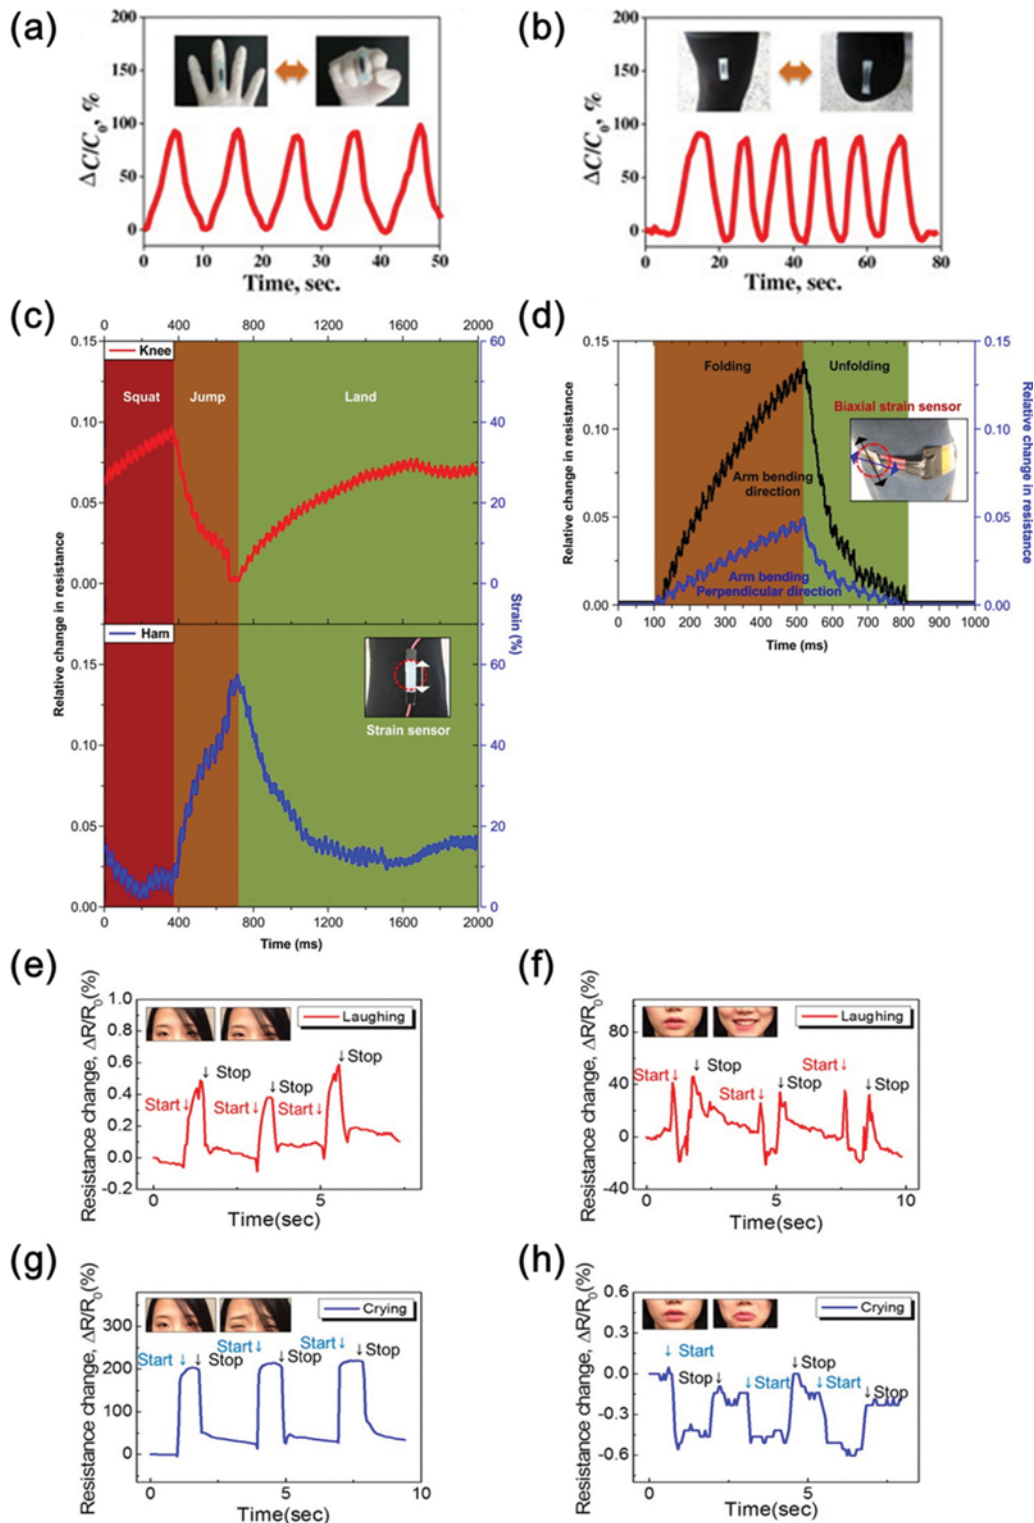 (a)
200
150
100
50
0
ΔC/C0, %
0 10 20 30 40 50
Time, sec.
(b)
200
150
100
50
0
ΔC/C0, %
0 20 40 60 80
Time, sec.
(c)
0 400 800 1200 1600 2000
Knee
Squat
Jump
Land
0.15
0.10
0.05
0.00
60
40
20
0
Relative change in resistance
Strain (%)
Ham
Strain sensor
0.15
0.10
0.05
0.00
60
40
20
0
0 400 800 1200 1600 2000
Time (ms)
(d)
0.15
0.10
0.05
0.00
Relative change in resistance
Folding
Unfolding
Biaxial strain sensor
Arm bending
direction
Arm bending
Perpendicular direction
0.15
0.10
0.05
0.00
Relative change
in resistance
0 100 200 300 400 500 600 700 800 900 1000
Time (ms)
(e)
1.0
0.8
0.6
0.4
0.2
0.0
-0.2
Resistance change, ΔR/R0(%)
Laughing
Start↓
↓ Stop
Start↓
↓ Stop
Start↓
↓ Stop
0 5
Time(sec)
(f)
80
40
0
-40
Resistance change, ΔR/R0(%)
Laughing
Start↓
↓ Stop
Start↓
↓ Stop
Start↓
↓ Stop
0 5 10
Time(sec)
(g)
300
200
100
0
Resistance change, ΔR/R0(%)
Crying
Start ↓
↓ Stop
Start ↓
↓ Stop
Start ↓
↓ Stop
0 5 10
Time(sec)
(h)
0.6
0.3
0.0
-0.3
-0.6
Resistance change, ΔR/R0(%)
Crying
↓ Start
Stop ↓
↓ Start
↓ Stop
↓ Start
↓ Stop
0 5
Time(sec)